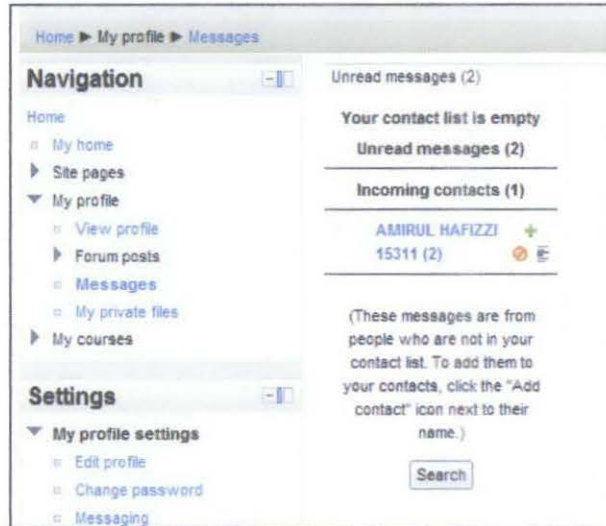 Home ► My profile ► Messages
Navigation
Home
My home
Site pages
My profile
View profile
Forum posts
Messages
My private files
My courses
Settings
My profile settings
Edit profile
Change password
Messaging
Unread messages (2)
Your contact list is empty
Unread messages (2)
Incoming contacts (1)
AMIRUL HAFIZZI
15311 (2)
(These messages are from
people who are not in your
contact list. To add them to
your contacts, click the "Add
contact" icon next to their
name.)
Search